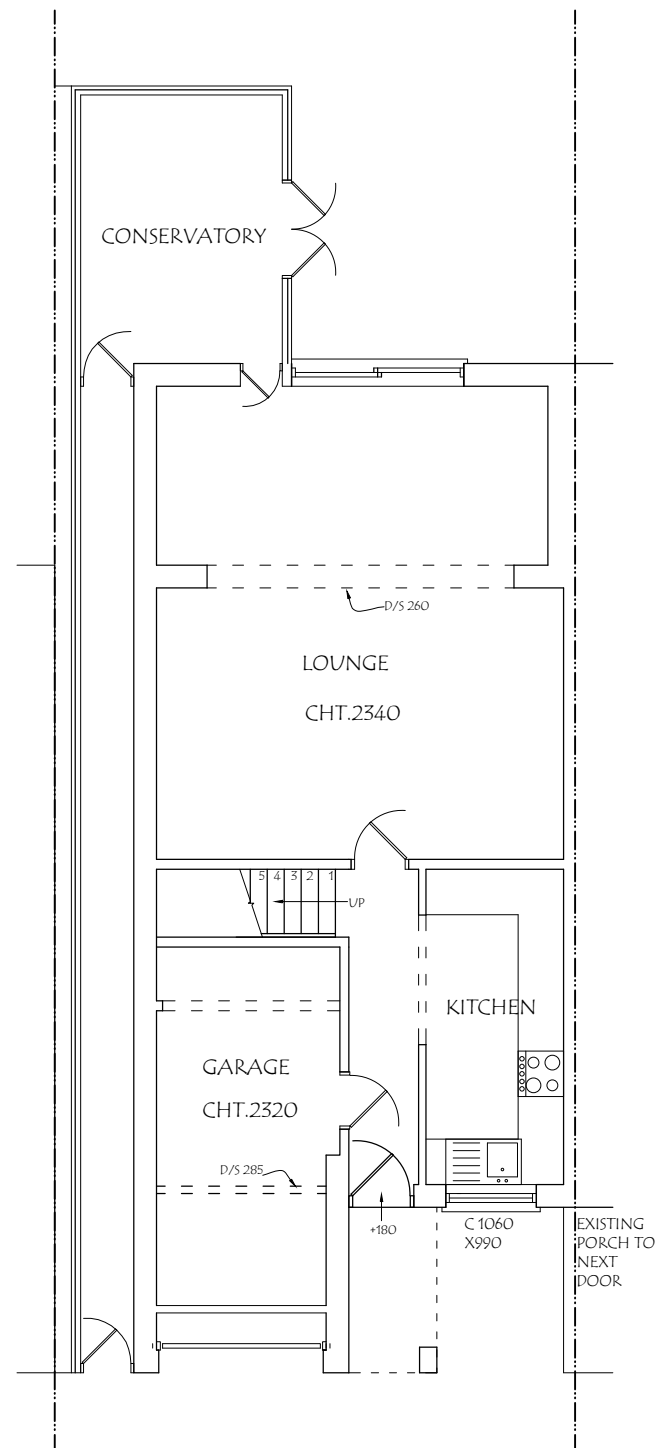 CONSERVATORY
D/S 260
LOUNGE
CHT.2340
5 4 3 2 1
UP
KITCHEN
GARAGE
CHT.2320
D/S 285
+180
C 1060
X990
EXISTING
PORCH TO
NEXT
DOOR